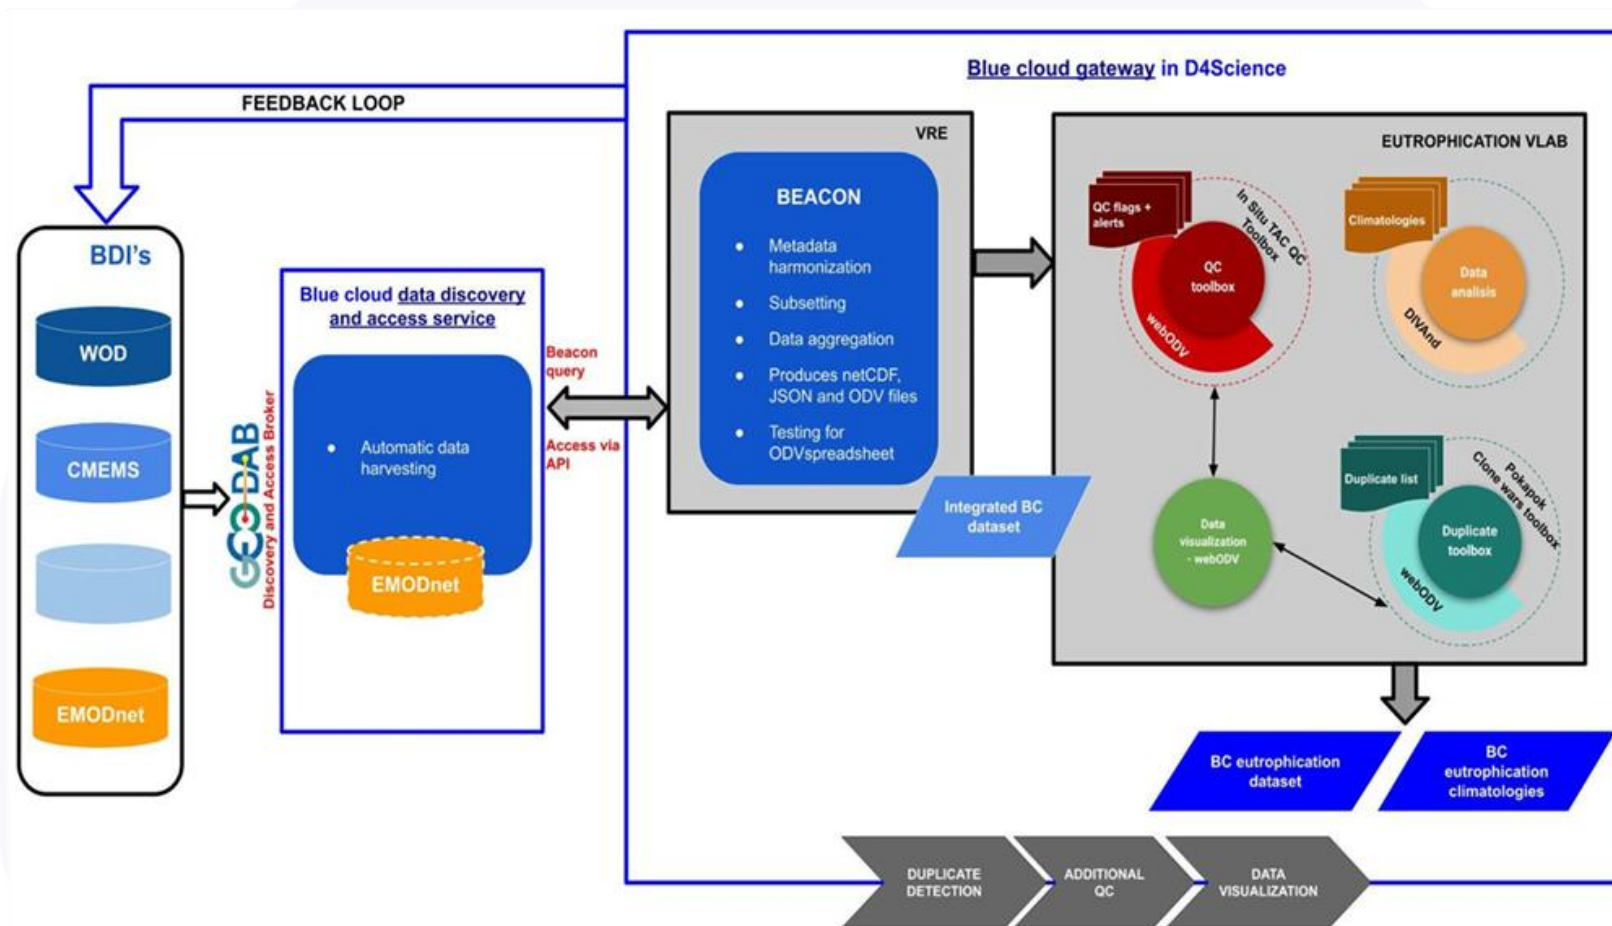 Blue cloud gateway in D4Science
FEEDBACK LOOP
BDI's
WOD
CMEMS
EMODnet
GEODAB
Discovery and Access Broker
Blue cloud data discovery
and access service
• Automatic data
harvesting
EMODnet
Beacon
query
Access via
API
VRE
BEACON
• Metadata
harmonization
• Subsetting
• Data aggregation
• Produces netCDF,
JSON and ODV files
• Testing for
ODVspreadsheet
Integrated BC
dataset
EUTROPHICATION VLAB
QC flags +
alerts
In Situ TAC QC
Toolbox
QC
toolbox
webODV
Climatologies
Data
analisis
DIVAnd
Data
visualization
- webODV
Duplicate list
Pokapok
Clone wars toolbox
Duplicate
toolbox
webODV
BC eutrophication
dataset
BC
eutrophication
climatologies
DUPLICATE
DETECTION
ADDITIONAL
QC
DATA
VISUALIZATION